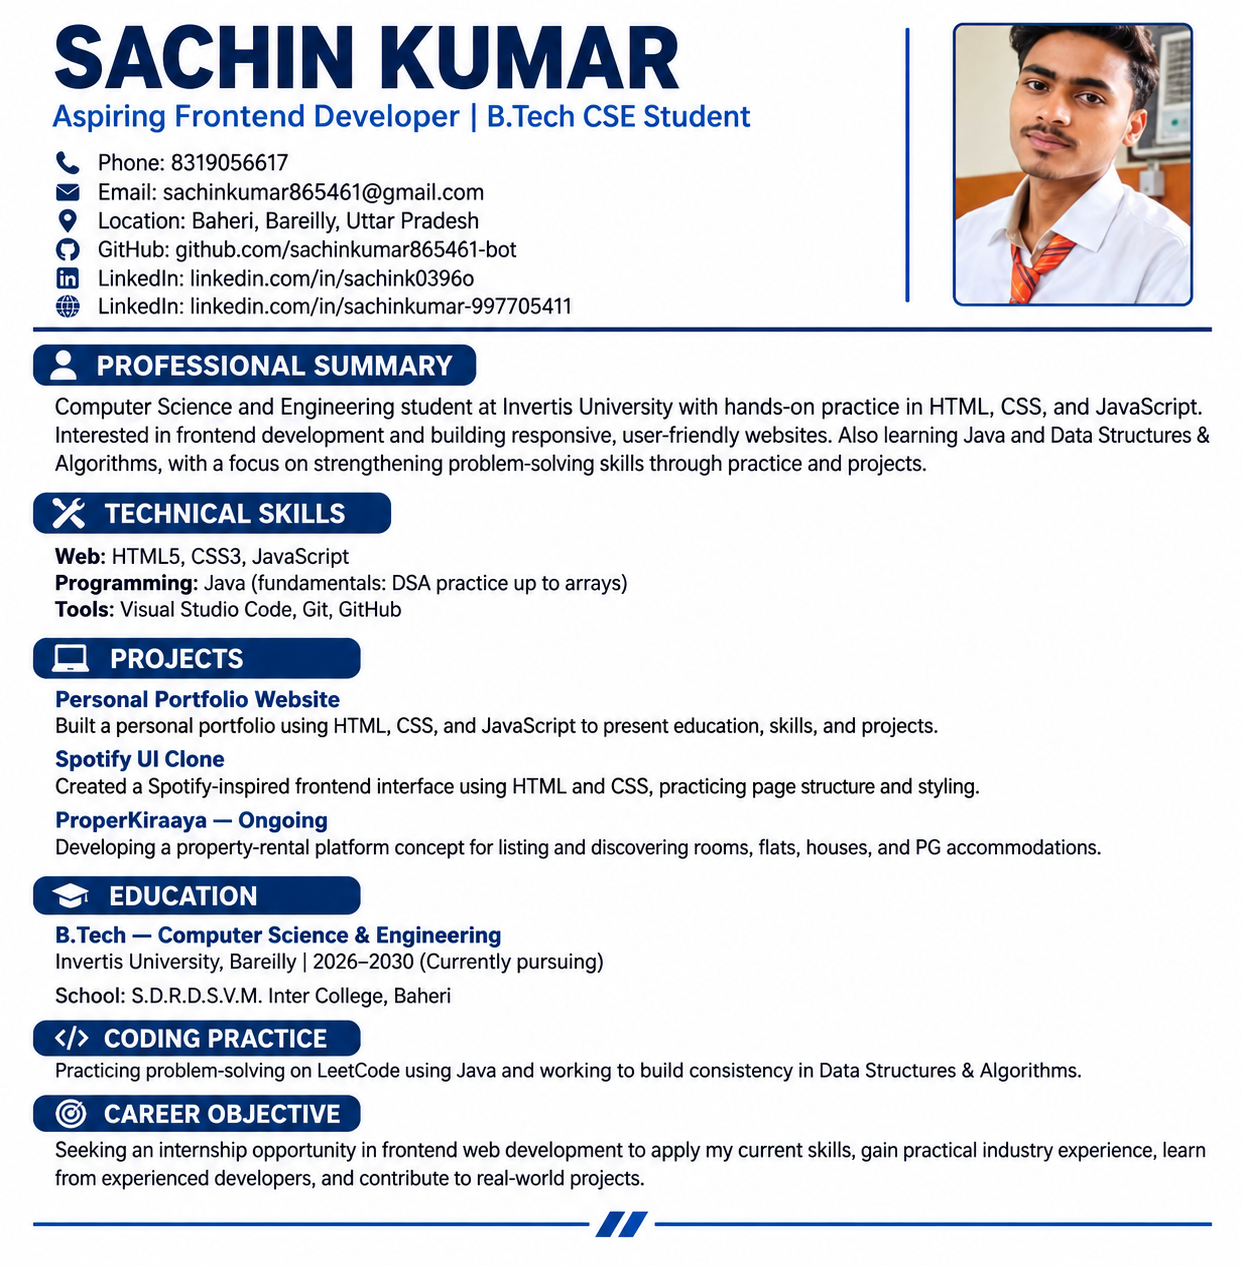 SACHIN KUMAR
Aspiring Frontend Developer | B.Tech CSE Student
Phone: 8319056617
Email: sachinkumar865461@gmail.com
Location: Baheri, Bareilly, Uttar Pradesh
GitHub: github.com/sachinkumar865461-bot
LinkedIn: linkedin.com/in/sachink0396o
LinkedIn: linkedin.com/in/sachinkumar-997705411
PROFESSIONAL SUMMARY
Computer Science and Engineering student at Invertis University with hands-on practice in HTML, CSS, and JavaScript.
Interested in frontend development and building responsive, user-friendly websites. Also learning Java and Data Structures &
Algorithms, with a focus on strengthening problem-solving skills through practice and projects.
TECHNICAL SKILLS
Web: HTML5, CSS3, JavaScript
Programming: Java (fundamentals: DSA practice up to arrays)
Tools: Visual Studio Code, Git, GitHub
PROJECTS
Personal Portfolio Website
Built a personal portfolio using HTML, CSS, and JavaScript to present education, skills, and projects.
Spotify UI Clone
Created a Spotify-inspired frontend interface using HTML and CSS, practicing page structure and styling.
ProperKiraaya — Ongoing
Developing a property-rental platform concept for listing and discovering rooms, flats, houses, and PG accommodations.
EDUCATION
B.Tech — Computer Science & Engineering
Invertis University, Bareilly | 2026–2030 (Currently pursuing)
School: S.D.R.D.S.V.M. Inter College, Baheri
CODING PRACTICE
Practicing problem-solving on LeetCode using Java and working to build consistency in Data Structures & Algorithms.
CAREER OBJECTIVE
Seeking an internship opportunity in frontend web development to apply my current skills, gain practical industry experience, learn
from experienced developers, and contribute to real-world projects.